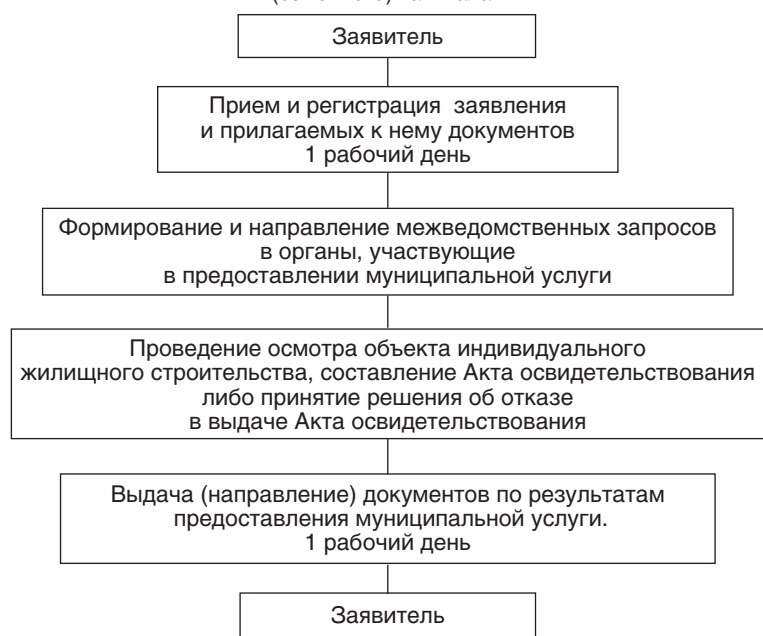 Заявитель
Прием и регистрация заявления
и прилагаемых к нему документов
1 рабочий день
Формирование и направление межведомственных запросов
в органы, участвующие
в предоставлении муниципальной услуги
Проведение осмотра объекта индивидуального
жилищного строительства, составление Акта освидетельствования
либо принятие решения об отказе
в выдаче Акта освидетельствования
Выдача (направление) документов по результатам
предоставления муниципальной услуги.
1 рабочий день
Заявитель